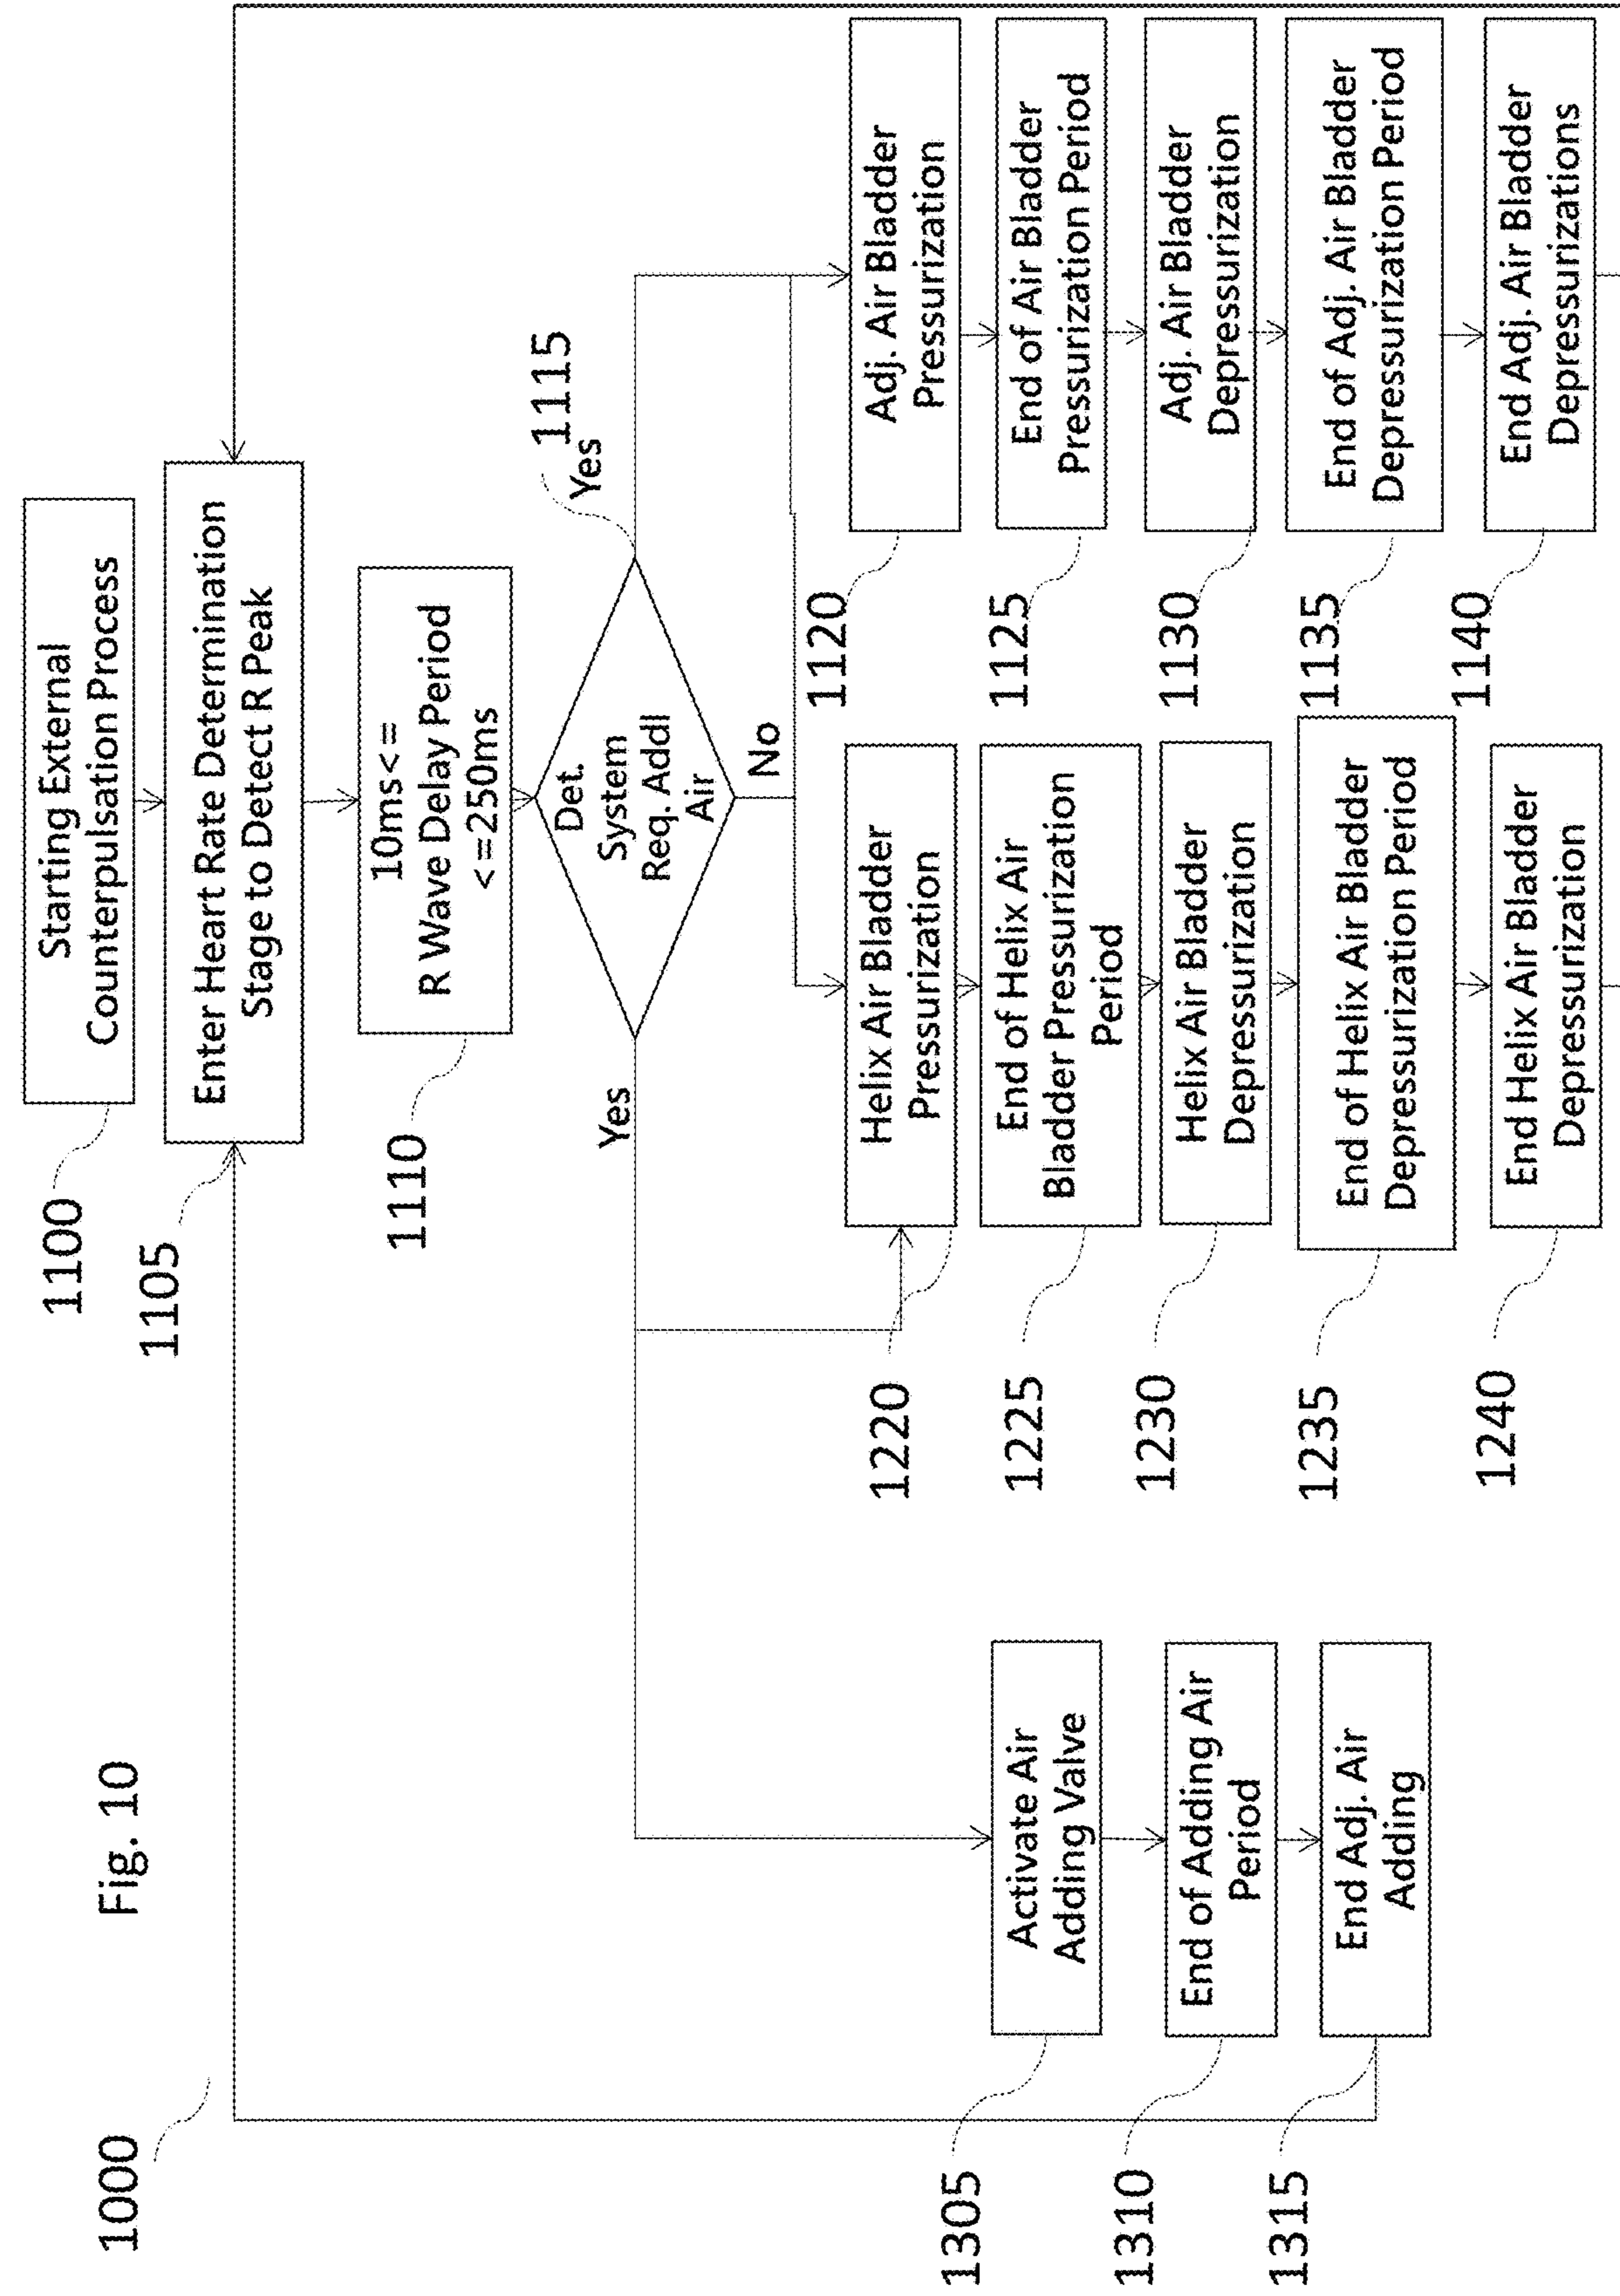 Fig. 10
1000
1100
Starting External
Counterpulsation Process
1105
Enter Heart Rate Determination
Stage to Detect R Peak
1110
10ms<=
R Wave Delay Period
<=250ms
1115
Yes
Det.
System
Req. Addl
Air
Yes
No
1305
Activate Air
Adding Valve
1310
End of Adding Air
Period
1315
End Adj. Air
Adding
1220
Helix Air Bladder
Pressurization
1225
End of Helix Air
Bladder Pressurization
Period
1230
Helix Air Bladder
Depressurization
1235
End of Helix Air Bladder
Depressurization Period
1240
End Helix Air Bladder
Depressurization
1120
Adj. Air Bladder
Pressurization
1125
End of Air Bladder
Pressurization Period
1130
Adj. Air Bladder
Depressurization
1135
End of Adj. Air Bladder
Depressurization Period
1140
End Adj. Air Bladder
Depressurizations